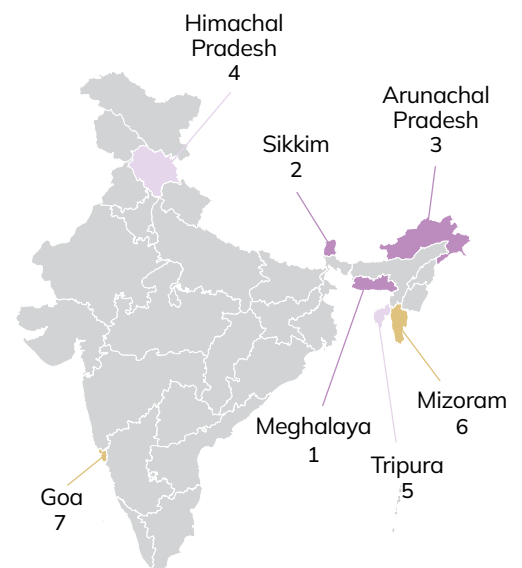 Himachal
Pradesh
4
Arunachal
Pradesh
3
Sikkim
2
Mizoram
6
Meghalaya
1
Tripura
5
Goa
7